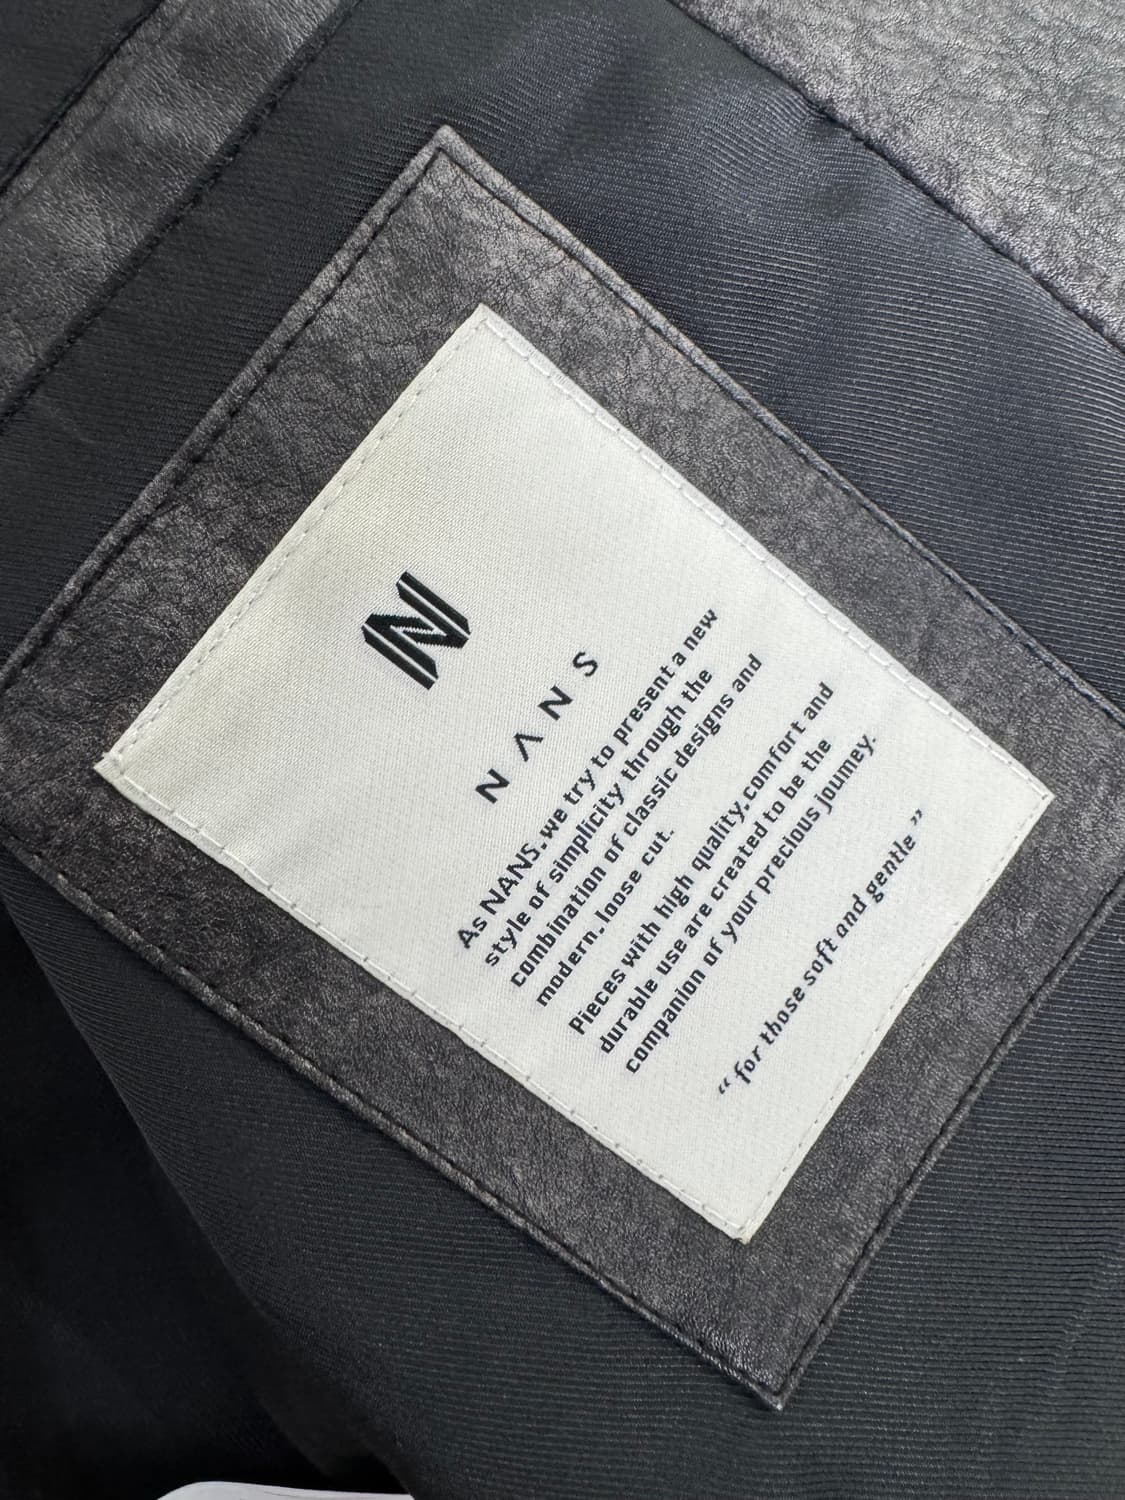 N
NANS
As NANS, we try to present a new
style of simplicity through the
combination of classic designs and
modern, loose cut.
Pieces with high quality, comfort and
durable use are created to be the
companion of your precious journey.
“ for those soft and gentle ”